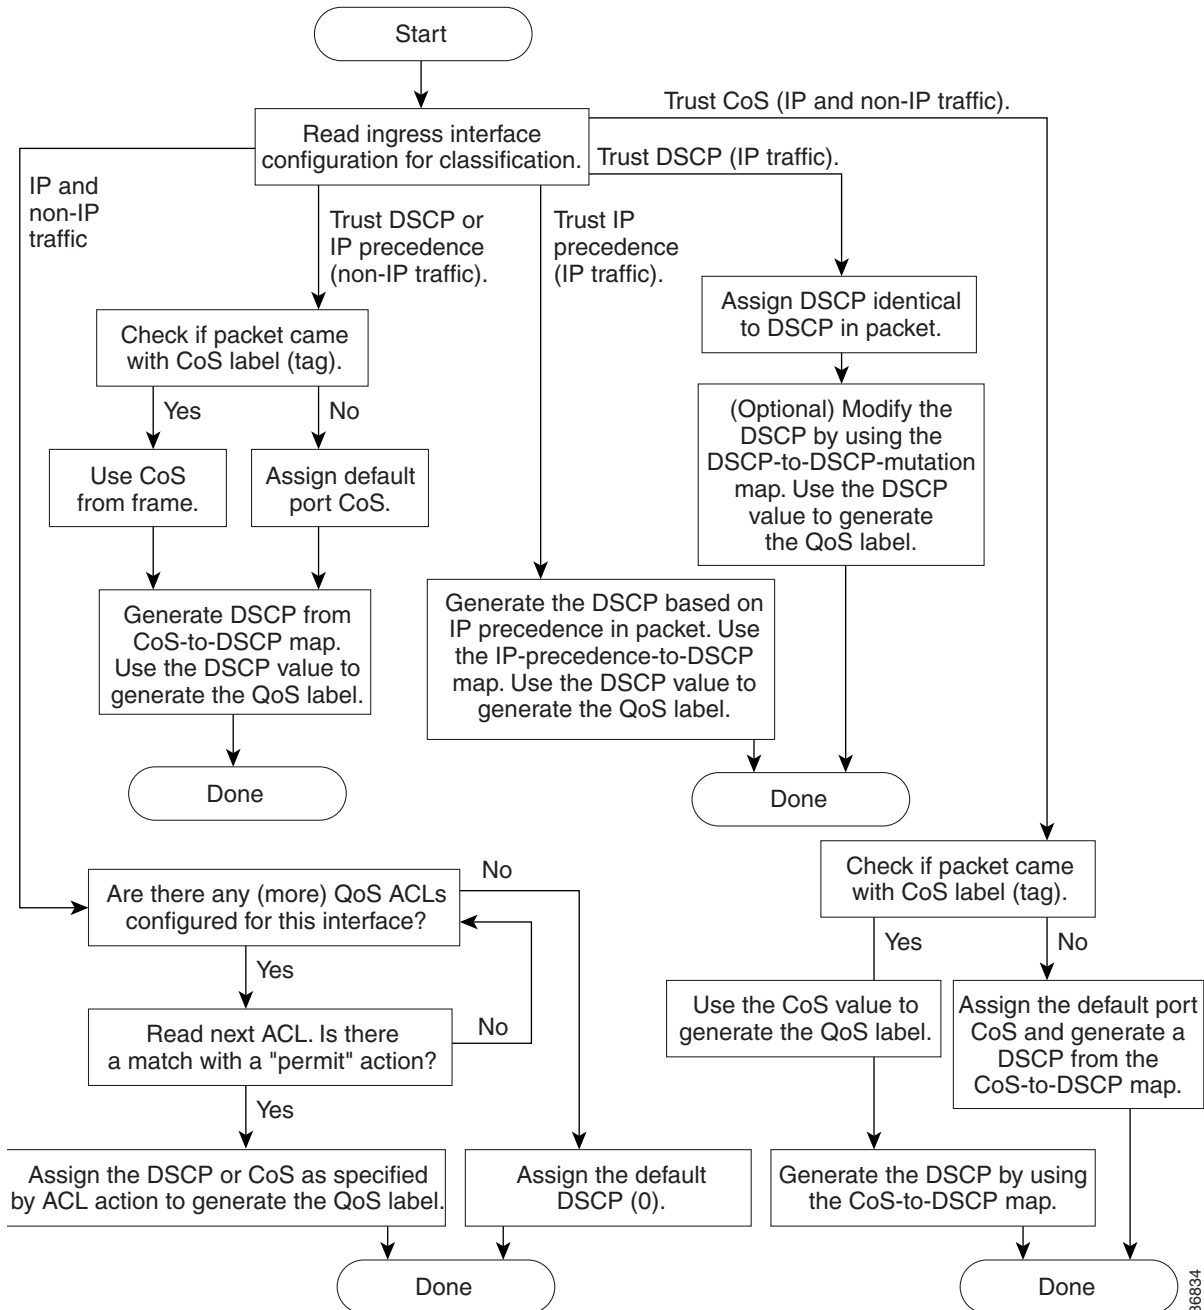 Start
Trust CoS (IP and non-IP traffic).
Read ingress interface
configuration for classification.
Trust DSCP (IP traffic).
IP and
non-IP
traffic
Trust DSCP or
IP precedence
(non-IP traffic).
Trust IP
precedence
(IP traffic).
Assign DSCP identical
to DSCP in packet.
Check if packet came
with CoS label (tag).
Yes
No
(Optional) Modify the
DSCP by using the
DSCP-to-DSCP-mutation
map. Use the DSCP
value to generate
the QoS label.
Use CoS
from frame.
Assign default
port CoS.
Generate DSCP from
CoS-to-DSCP map.
Use the DSCP value to
generate the QoS label.
Generate the DSCP based on
IP precedence in packet. Use
the IP-precedence-to-DSCP
map. Use the DSCP value to
generate the QoS label.
Done
Done
Check if packet came
with CoS label (tag).
Are there any (more) QoS ACLs
configured for this interface?
No
Yes
No
Yes
Read next ACL. Is there
a match with a "permit" action?
No
Use the CoS value to
generate the QoS label.
Assign the default port
CoS and generate a
DSCP from the
CoS-to-DSCP map.
Yes
Assign the DSCP or CoS as specified
by ACL action to generate the QoS label.
Assign the default
DSCP (0).
Generate the DSCP by using
the CoS-to-DSCP map.
Done
Done